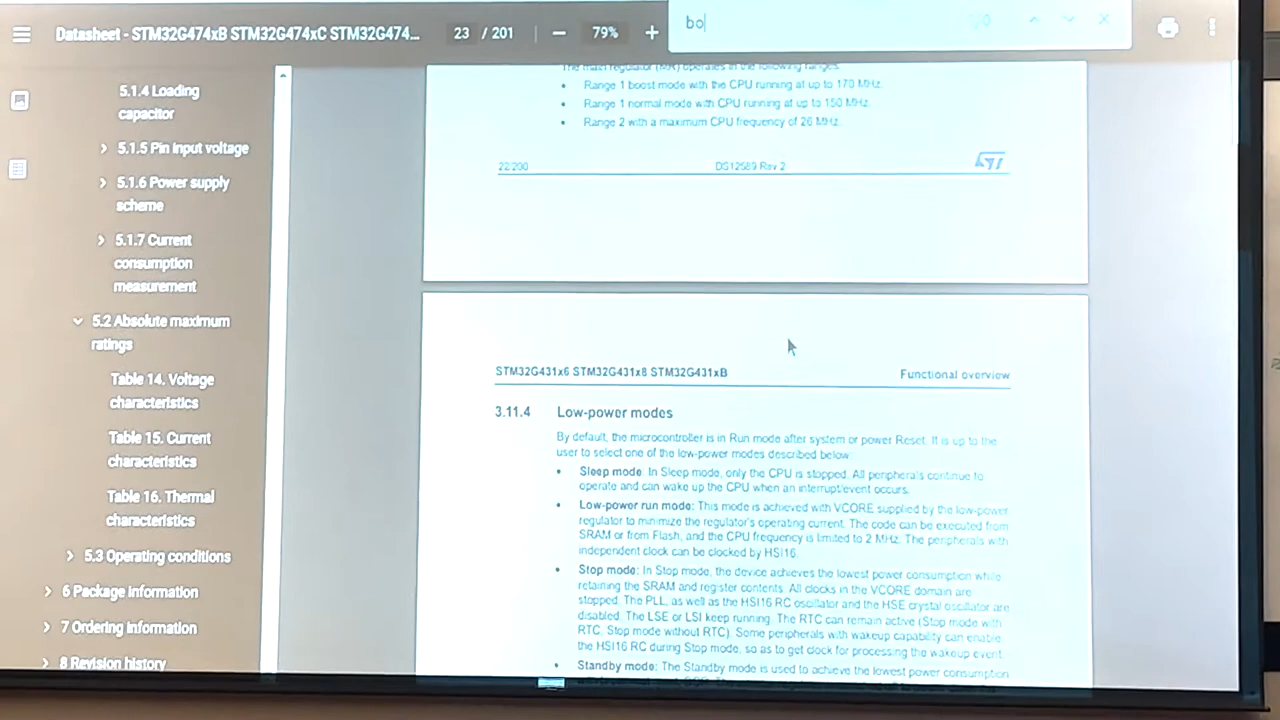 Datasheet - STM32G474xB STM32G474xC STM32G474...
23 / 201
79%
bo
5.1.4 Loading
capacitor
5.1.5 Pin input voltage
5.1.6 Power supply
scheme
5.1.7 Current
consumption
measurement
5.2 Absolute maximum
ratings
Table 14. Voltage
characteristics
Table 15. Current
characteristics
Table 16. Thermal
characteristics
5.3 Operating conditions
6 Package information
7 Ordering information
8 Revision history
The main regulator (MR) operates in the following ranges:
• Range 1 boost mode with the CPU running at up to 170 MHz.
• Range 1 normal mode with CPU running at up to 150 MHz.
• Range 2 with a maximum CPU frequency of 26 MHz.
22/200
DS12589 Rev 2
ST
STM32G431x6 STM32G431x8 STM32G431xB
Functional overview
3.11.4 Low-power modes
By default, the microcontroller is in Run mode after system or power Reset. It is up to the
user to select one of the low-power modes described below:
• Sleep mode: In Sleep mode, only the CPU is stopped. All peripherals continue to
operate and can wake up the CPU when an interrupt/event occurs.
• Low-power run mode: This mode is achieved with VCORE supplied by the low-power
regulator to minimize the regulator's operating current. The code can be executed from
SRAM or from Flash, and the CPU frequency is limited to 2 MHz. The peripherals with
independent clock can be clocked by HSI16.
• Stop mode: In Stop mode, the device achieves the lowest power consumption while
retaining the SRAM and register contents. All clocks in the VCORE domain are
stopped. The PLL, as well as the HSI16 RC oscillator and the HSE crystal oscillator are
disabled. The LSE or LSI keep running. The RTC can remain active (Stop mode with
RTC, Stop mode without RTC). Some peripherals with wakeup capability can enable
the HSI16 RC during Stop mode, so as to get clock for processing the wakeup event.
• Standby mode: The Standby mode is used to achieve the lowest power consumption